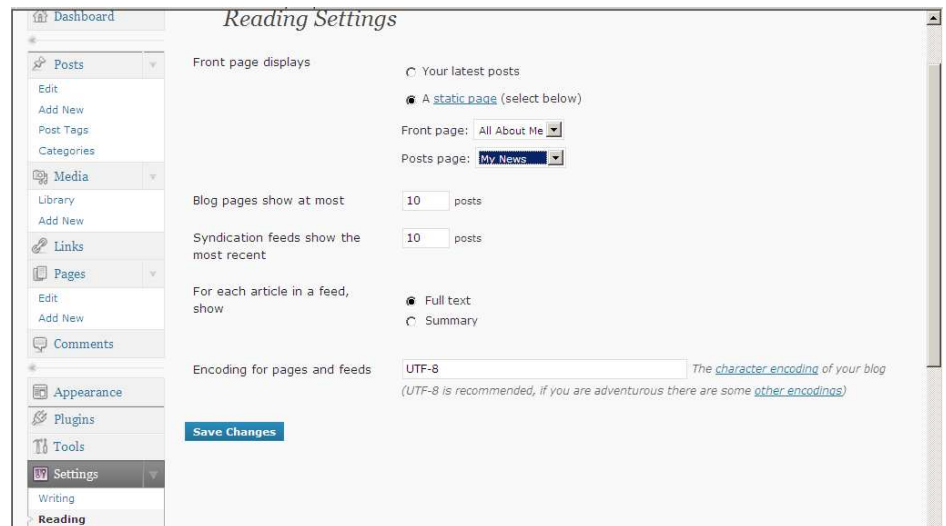 Dashboard
Posts
Edit
Add New
Post Tags
Categories
Media
Library
Add New
Links
Pages
Edit
Add New
Comments
Appearance
Plugins
Tools
Settings
Writing
Reading
Reading Settings
Front page displays
Your latest posts
A static page (select below)
Front page: All About Me
Posts page: My News
Blog pages show at most 10 posts
Syndication feeds show the
most recent
10 posts
For each article in a feed,
show
Full text
Summary
Encoding for pages and feeds UTF-8 The character encoding of your blog
(UTF-8 is recommended, if you are adventurous there are some other encodings)
Save Changes